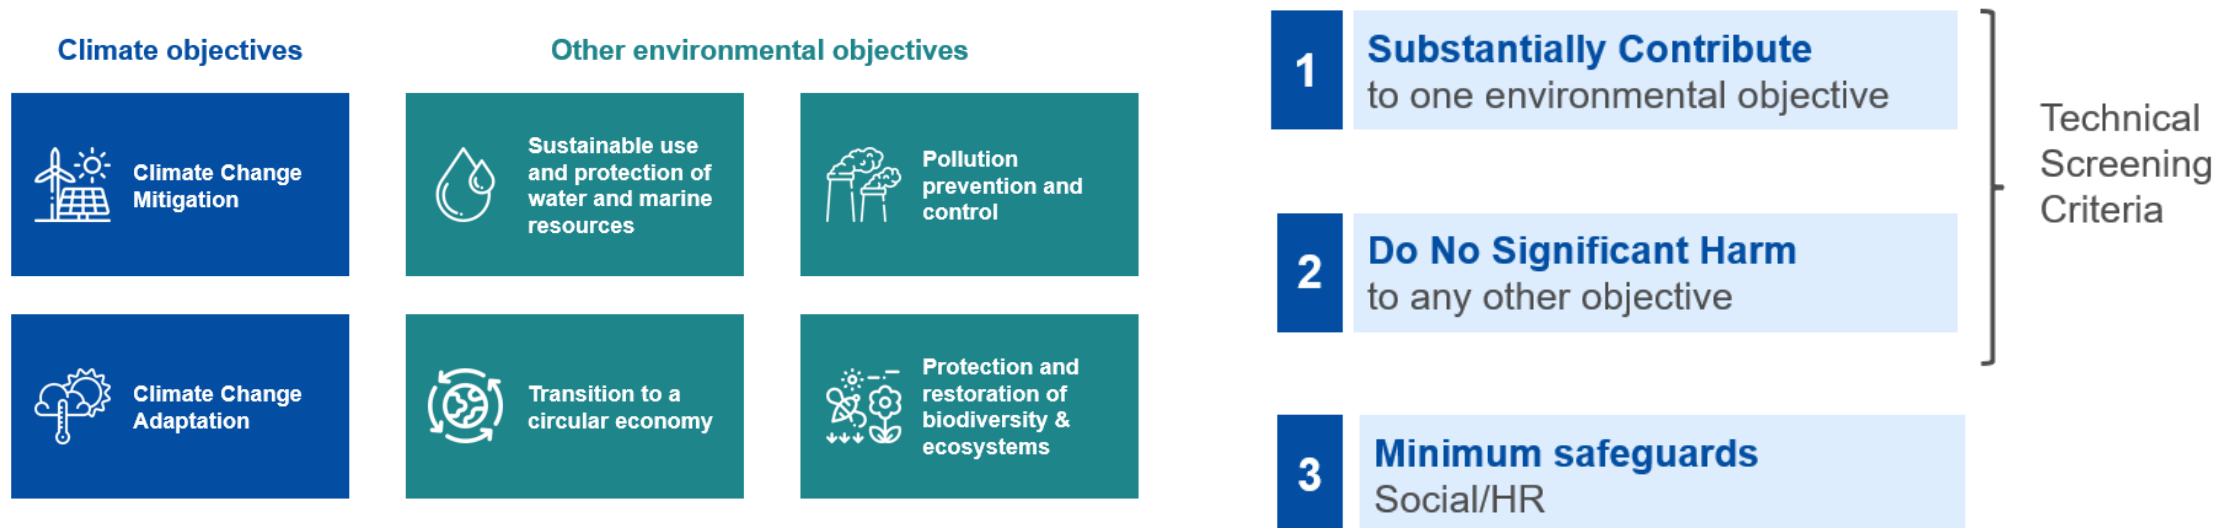 Climate objectives
Other environmental objectives
Climate Change
Mitigation
Sustainable use
and protection of
water and marine
resources
Pollution
prevention and
control
Climate Change
Adaptation
Transition to a
circular economy
Protection and
restoration of
biodiversity &
ecosystems
1
Substantially Contribute
to one environmental objective
2
Do No Significant Harm
to any other objective
3
Minimum safeguards
Social/HR
Technical
Screening
Criteria